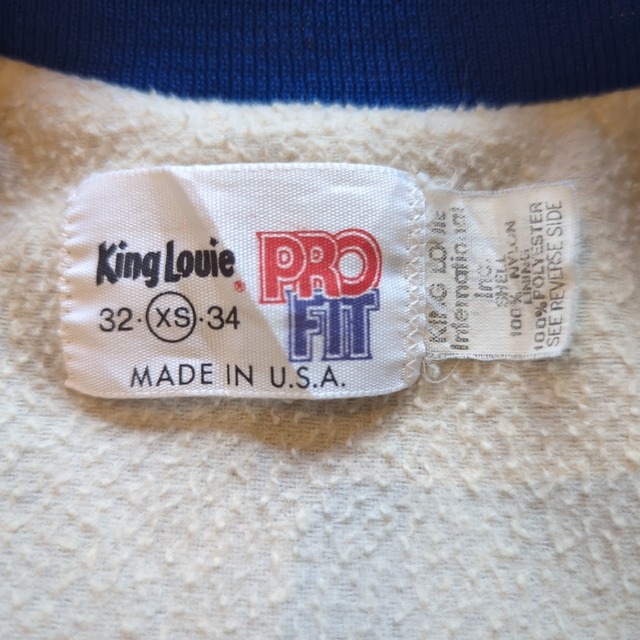 King Louie®
PRO
FIT
32·XS·34
MADE IN U.S.A.
KING LOUIE
International
Inc.
SHELL
100% NYLON
LINING
100% POLYESTER
SEE REVERSE SIDE